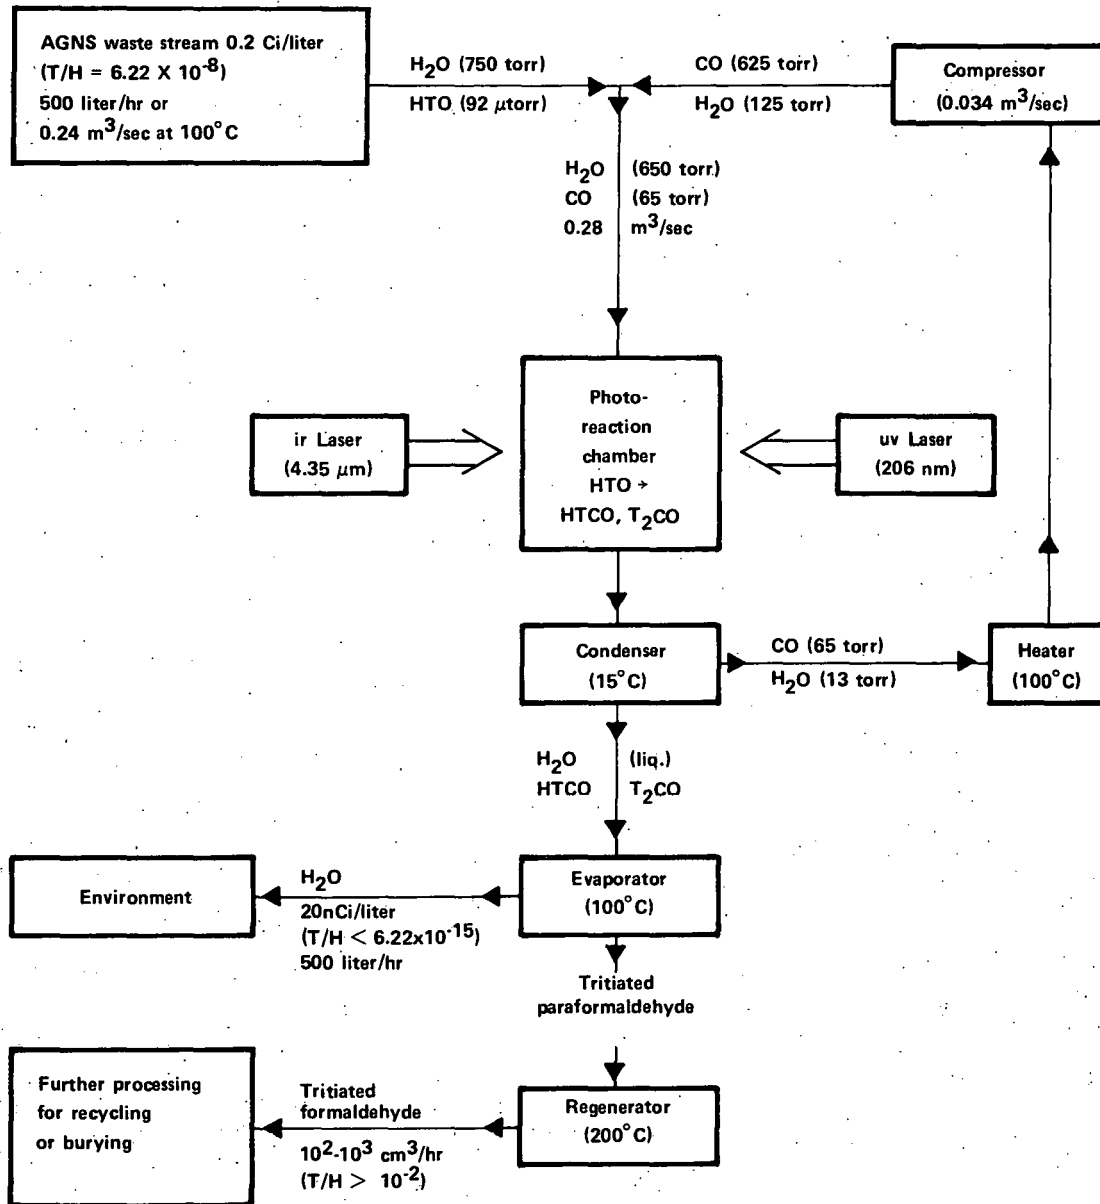 AGNS waste stream 0.2 Ci/liter
(T/H = 6.22 X 10⁻⁸)
500 liter/hr or
0.24 m³/sec at 100°C
H₂O (750 torr)
HTO (92 μtorr)
CO (625 torr)
H₂O (125 torr)
Compressor
(0.034 m³/sec)
H₂O (650 torr)
CO (65 torr)
0.28 m³/sec
ir Laser
(4.35 μm)
Photo-
reaction
chamber
HTO →
HTCO, T₂CO
uv Laser
(206 nm)
Condenser
(15°C)
CO (65 torr)
H₂O (13 torr)
Heater
(100°C)
H₂O (liq.)
HTCO T₂CO
Environment
H₂O
20nCi/liter
(T/H < 6.22x10⁻¹⁵)
500 liter/hr
Evaporator
(100°C)
Tritiated
paraformaldehyde
Further processing
for recycling
or burying
Tritiated
formaldehyde
10²-10³ cm³/hr
(T/H > 10⁻²)
Regenerator
(200°C)